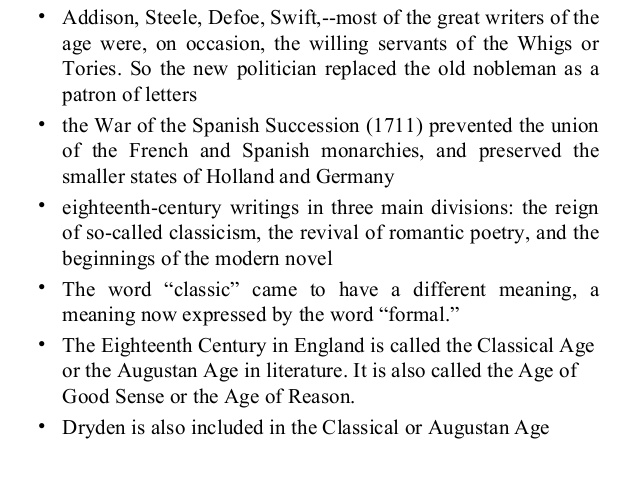 • Addison, Steele, Defoe, Swift,--most of the great writers of the
age were, on occasion, the willing servants of the Whigs or
Tories. So the new politician replaced the old nobleman as a
patron of letters
• the War of the Spanish Succession (1711) prevented the union
of the French and Spanish monarchies, and preserved the
smaller states of Holland and Germany
• eighteenth-century writings in three main divisions: the reign
of so-called classicism, the revival of romantic poetry, and the
beginnings of the modern novel
• The word “classic” came to have a different meaning, a
meaning now expressed by the word “formal.”
• The Eighteenth Century in England is called the Classical Age
or the Augustan Age in literature. It is also called the Age of
Good Sense or the Age of Reason.
• Dryden is also included in the Classical or Augustan Age